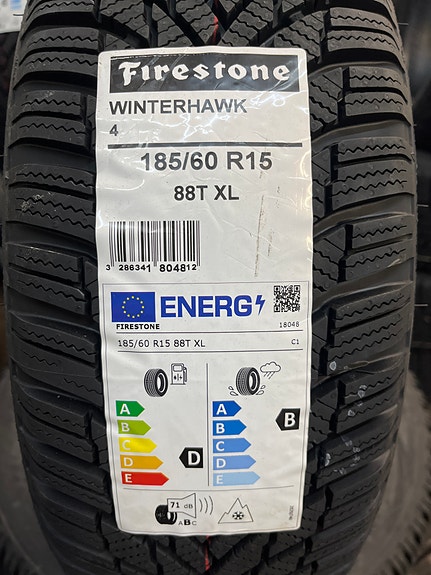 Firestone
WINTERHAWK
4
185/60 R15
88T XL
3 286341 804812
ENERG
FIRESTONE 18048
185/60 R15 88T XL C1
A
B
C
D
E
D
A
B
C
D
E
B
71 dB
ABC